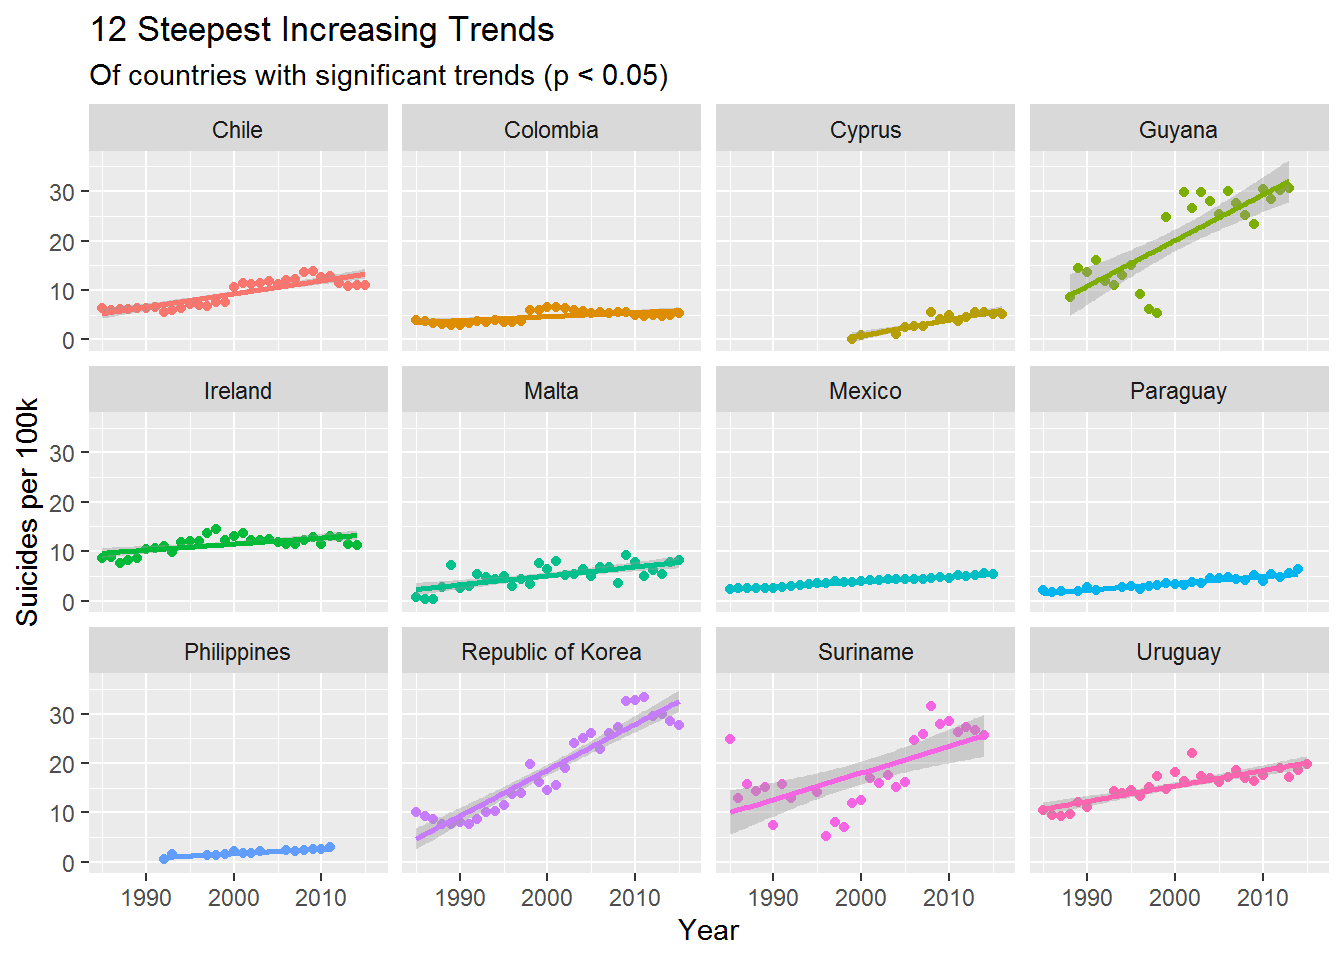 12 Steepest Increasing Trends
Of countries with significant trends (p < 0.05)
Chile Colombia Cyprus Guyana
30
20
10
0
Ireland Malta Mexico Paraguay
30
20
10
0
Suicides per 100k
Philippines Republic of Korea Suriname Uruguay
30
20
10
0
1990 2000 2010 1990 2000 2010 1990 2000 2010 1990 2000 2010
Year